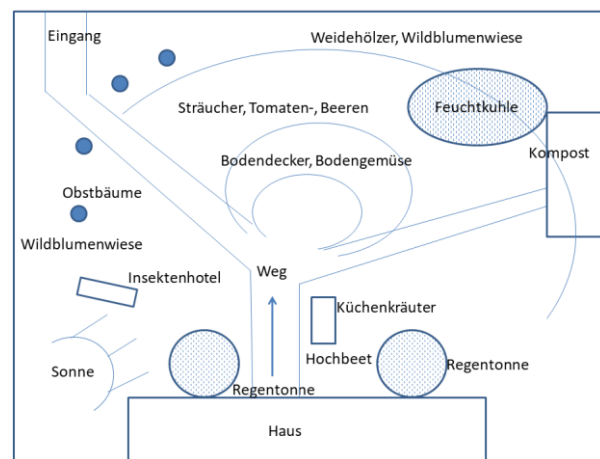 Eingang
Weidehölzer, Wildblumenwiese
Sträucher, Tomaten-, Beeren
Feuchtkuhle
Kompost
Bodendecker, Bodengemüse
Obstbäume
Wildblumenwiese
Weg
Insektenhotel
Küchenkräuter
Hochbeet
Sonne
Regentonne
Regentonne
Haus